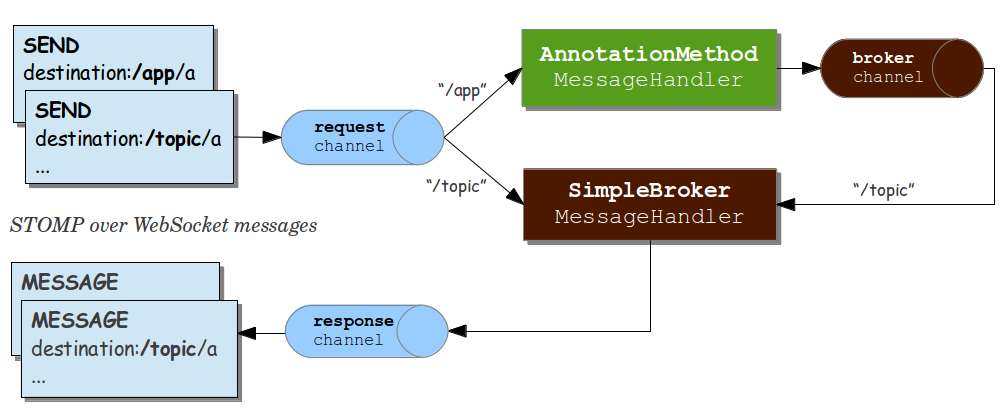 SEND
destination:/app/a
SEND
destination:/topic/a
...
STOMP over WebSocket messages
request
channel
“/app”
“/topic”
AnnotationMethod
MessageHandler
broker
channel
SimpleBroker
MessageHandler
“/topic”
response
channel
MESSAGE
MESSAGE
destination:/topic/a
...